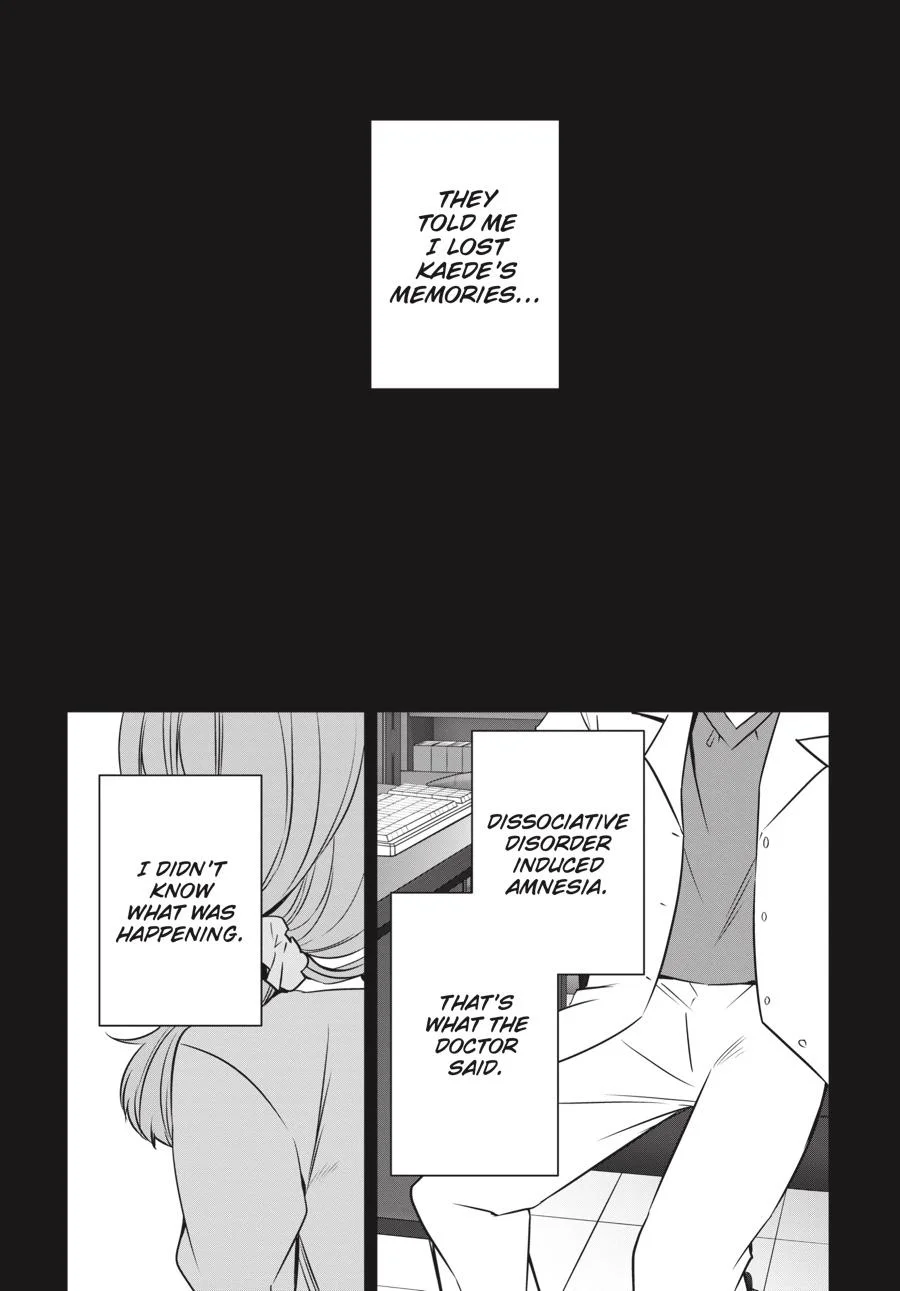 THEY
TOLD ME
I LOST
KAEDE'S
MEMORIES...
DISSOCIATIVE
DISORDER
INDUCED
AMNESIA.
THAT'S
WHAT THE
DOCTOR
SAID.
I DIDN'T
KNOW
WHAT WAS
HAPPENING.